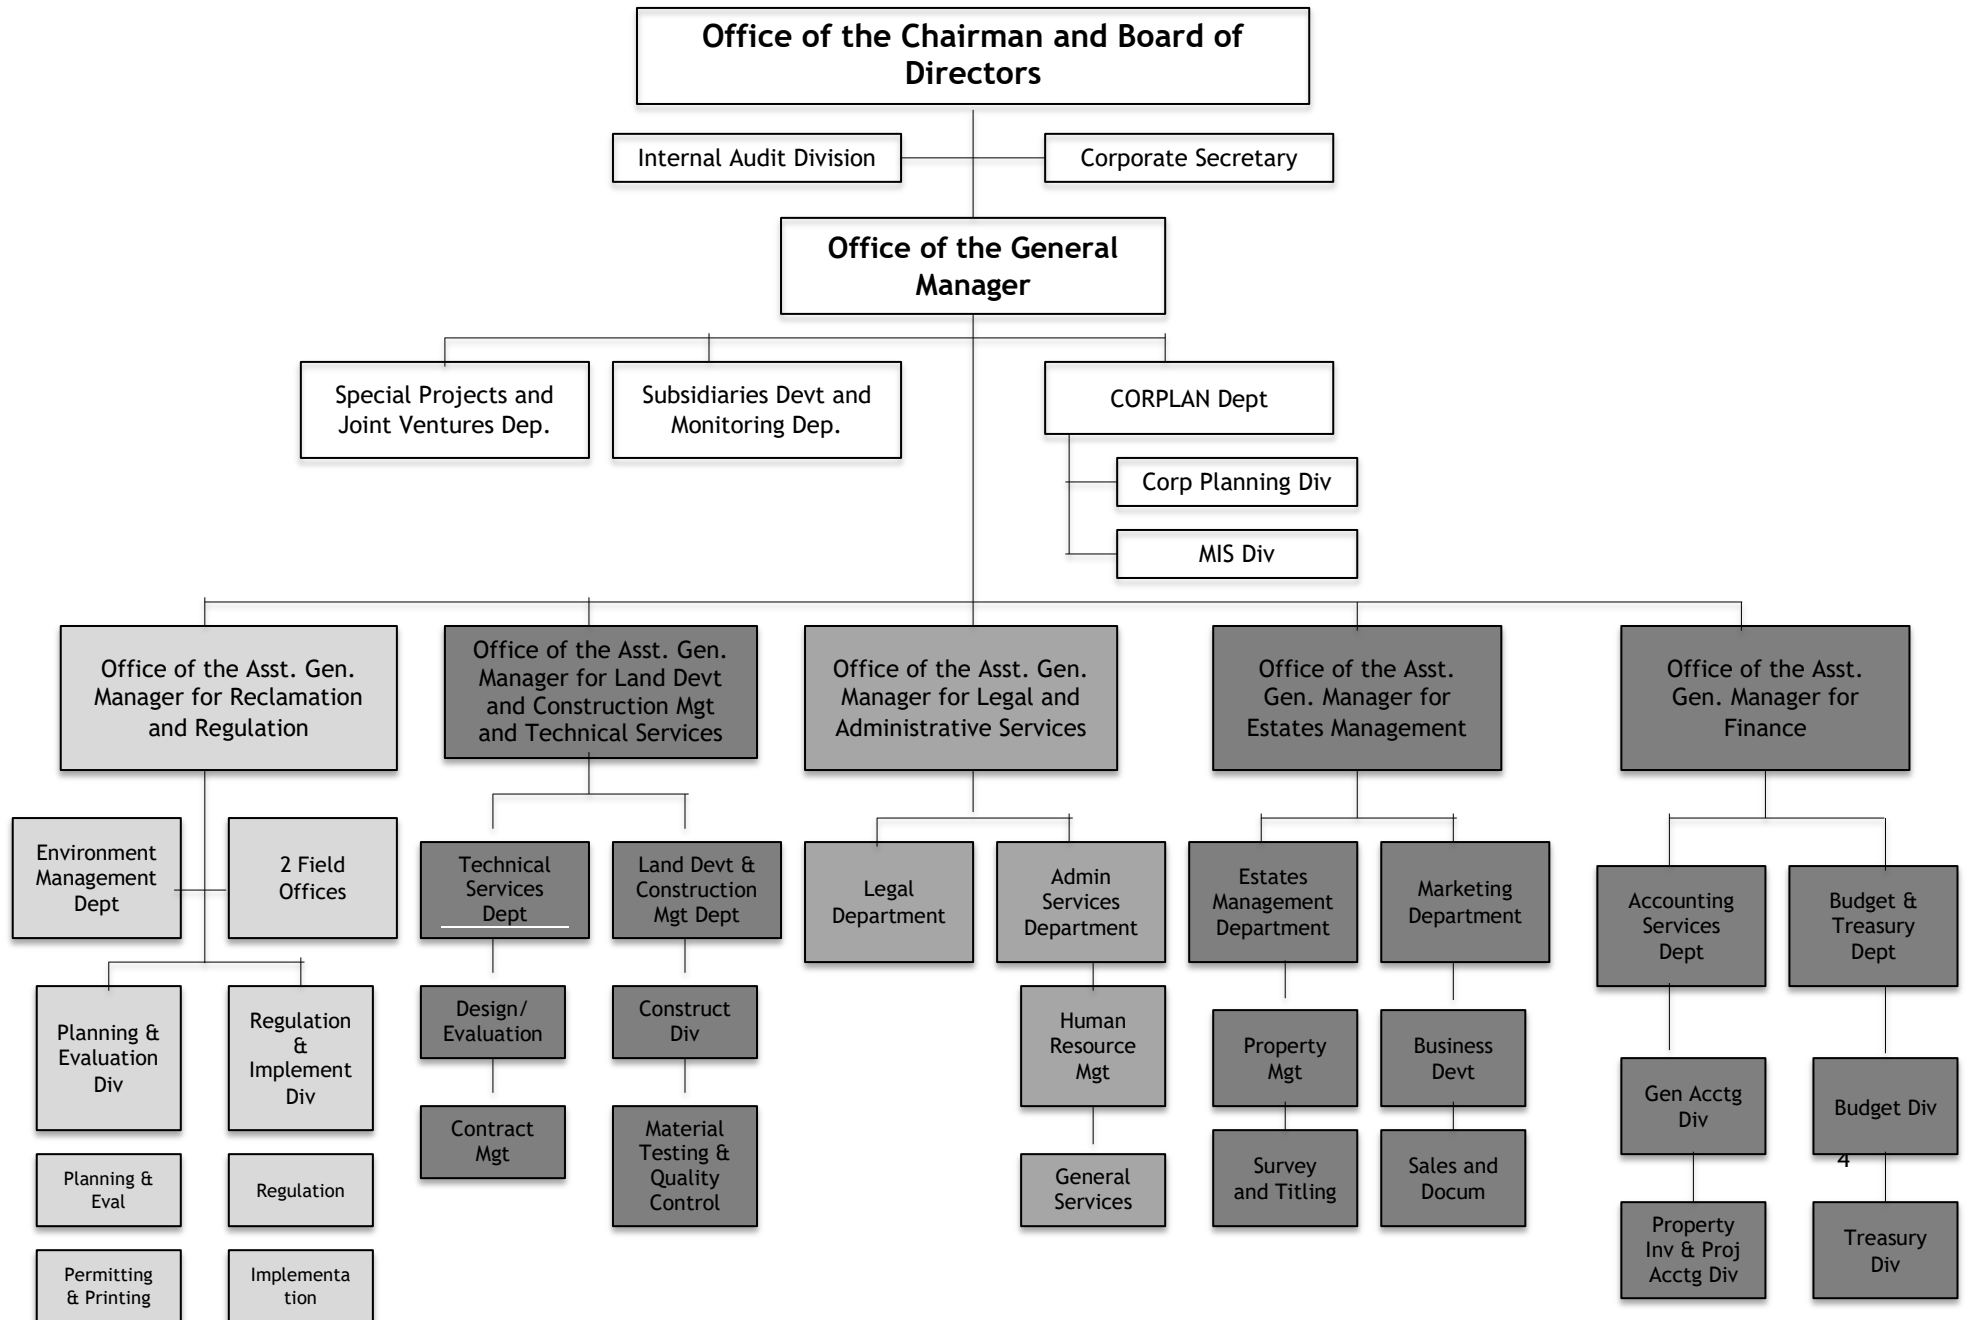 Office of the Chairman and Board of
Directors
Internal Audit Division
Corporate Secretary
Office of the General
Manager
Special Projects and
Joint Ventures Dep.
Subsidiaries Devt and
Monitoring Dep.
CORPLAN Dept
Corp Planning Div
MIS Div
Office of the Asst. Gen.
Manager for Reclamation
and Regulation
Office of the Asst. Gen.
Manager for Land Devt
and Construction Mgt
and Technical Services
Office of the Asst. Gen.
Manager for Legal and
Administrative Services
Office of the Asst.
Gen. Manager for
Estates Management
Office of the Asst.
Gen. Manager for
Finance
Environment
Management
Dept
2 Field
Offices
Technical
Services
Dept
Land Devt &
Construction
Mgt Dept
Legal
Department
Admin
Services
Department
Estates
Management
Department
Marketing
Department
Accounting
Services
Dept
Budget &
Treasury
Dept
Planning &
Evaluation
Div
Regulation
&
Implement
Div
Design/
Evaluation
Construct
Div
Human
Resource
Mgt
Property
Mgt
Business
Devt
Gen Acctg
Div
Budget Div
4
Contract
Mgt
Material
Testing &
Quality
Control
Planning &
Eval
Regulation
General
Services
Survey
and Titling
Sales and
Docum
Property
Inv & Proj
Acctg Div
Treasury
Div
Permitting
& Printing
Implementa
tion